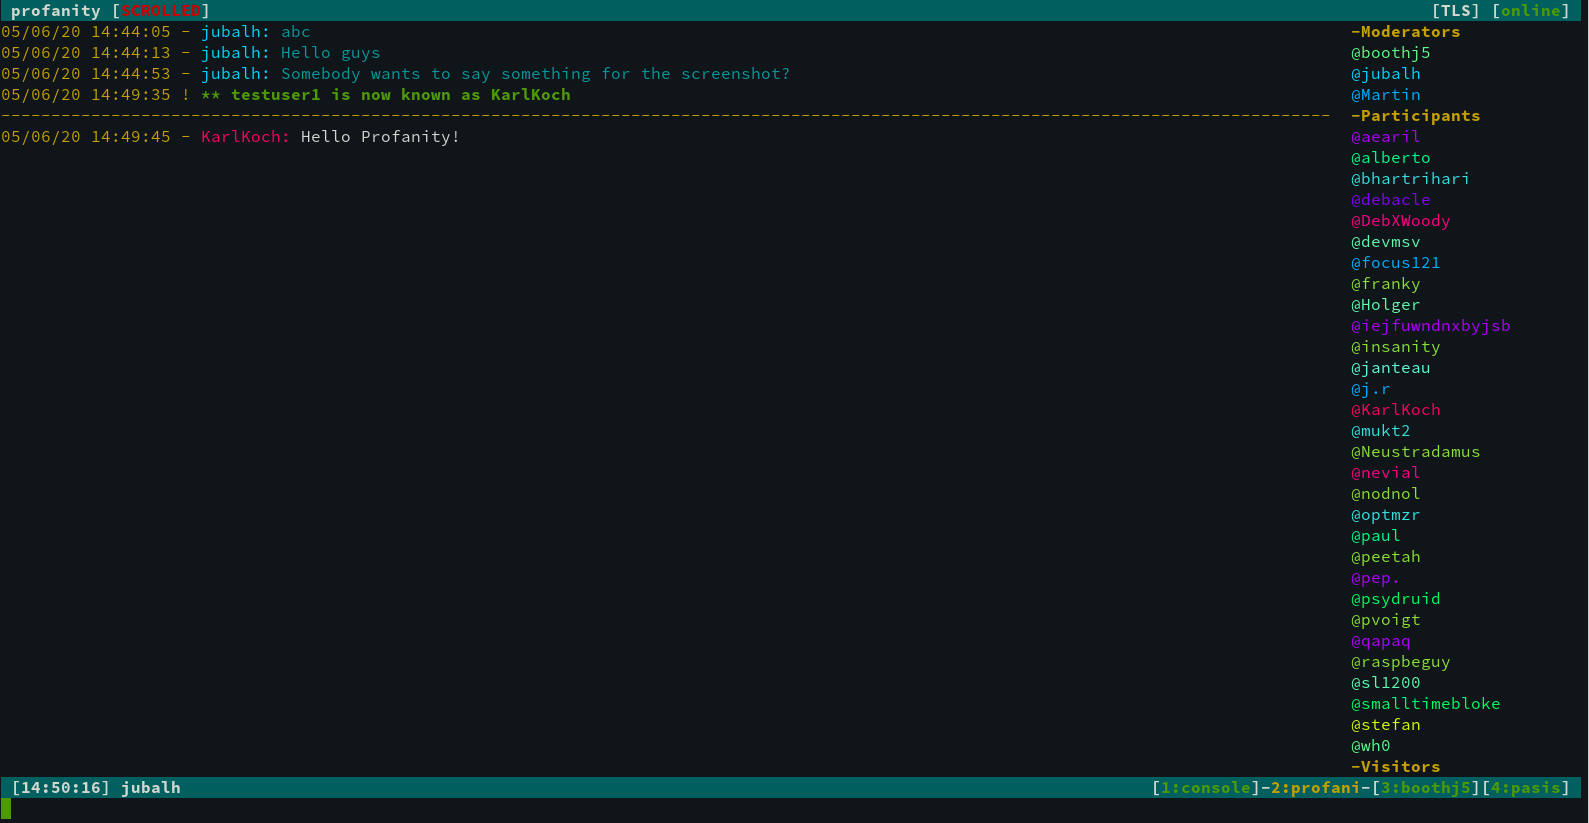 profanity [SCROLLED] [TLS] [online]
05/06/20 14:44:05 - jubalh: abc
05/06/20 14:44:13 - jubalh: Hello guys
05/06/20 14:44:53 - jubalh: Somebody wants to say something for the screenshot?
05/06/20 14:49:35 ! ** testuser1 is now known as KarlKoch
05/06/20 14:49:45 - KarlKoch: Hello Profanity!
-Moderators
@boothj5
@jubalh
@Martin
-Participants
@aearil
@alberto
@bhartrihari
@debacle
@DebXWoody
@devmsv
@focus121
@franky
@Holger
@iejfuwndnxbyjsb
@insanity
@janteau
@j.r
@KarlKoch
@mukt2
@Neustradamus
@nevial
@nodnol
@optmzr
@paul
@peetah
@pep.
@psydruid
@pvoigt
@qapaq
@raspbeguy
@sl1200
@smalltimebloke
@stefan
@wh0
-Visitors
[14:50:16] jubalh [1:console]-2:profani-[3:boothj5][4:pasis]